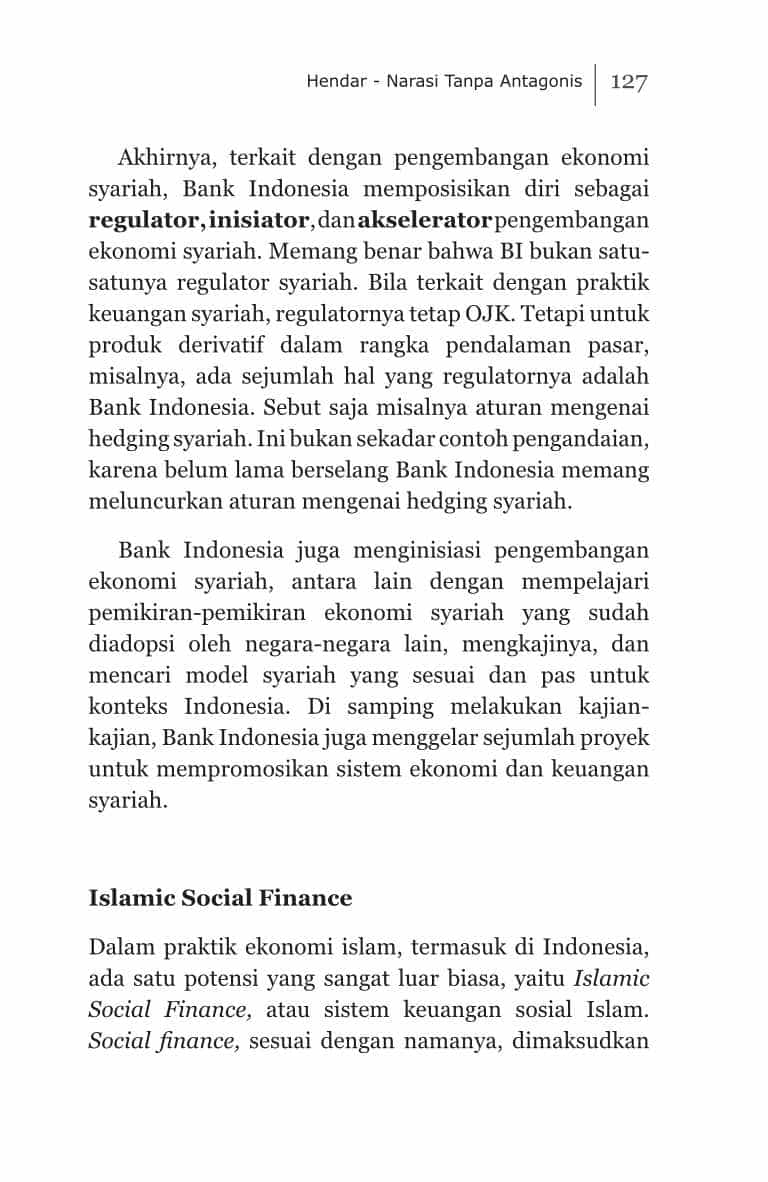 Hendar - Narasi Tanpa Antagonis 127
Akhirnya, terkait dengan pengembangan ekonomi
syariah, Bank Indonesia memposisikan diri sebagai
regulator, inisiator, dan akselerator pengembangan
ekonomi syariah. Memang benar bahwa BI bukan satu-
satunya regulator syariah. Bila terkait dengan praktik
keuangan syariah, regulatornya tetap OJK. Tetapi untuk
produk derivatif dalam rangka pendalaman pasar,
misalnya, ada sejumlah hal yang regulatornya adalah
Bank Indonesia. Sebut saja misalnya aturan mengenai
hedging syariah. Ini bukan sekadar contoh pengandaian,
karena belum lama berselang Bank Indonesia memang
meluncurkan aturan mengenai hedging syariah.
Bank Indonesia juga menginisiasi pengembangan
ekonomi syariah, antara lain dengan mempelajari
pemikiran-pemikiran ekonomi syariah yang sudah
diadopsi oleh negara-negara lain, mengkajinya, dan
mencari model syariah yang sesuai dan pas untuk
konteks Indonesia. Di samping melakukan kajian-
kajian, Bank Indonesia juga menggelar sejumlah proyek
untuk mempromosikan sistem ekonomi dan keuangan
syariah.
Islamic Social Finance
Dalam praktik ekonomi islam, termasuk di Indonesia,
ada satu potensi yang sangat luar biasa, yaitu Islamic
Social Finance, atau sistem keuangan sosial Islam.
Social finance, sesuai dengan namanya, dimaksudkan